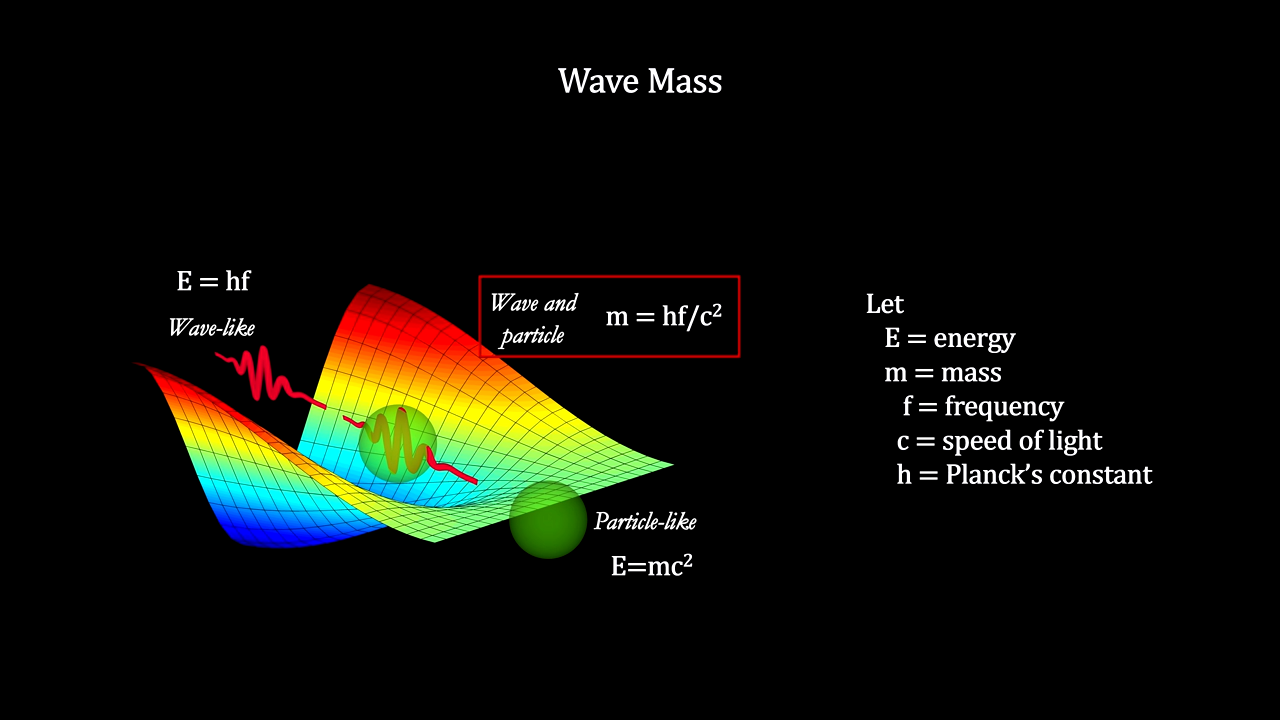 Wave Mass
E = hf
Wave-like
Wave and
particle
m = hf/c²
Particle-like
E=mc²
Let
E = energy
m = mass
f = frequency
c = speed of light
h = Planck’s constant